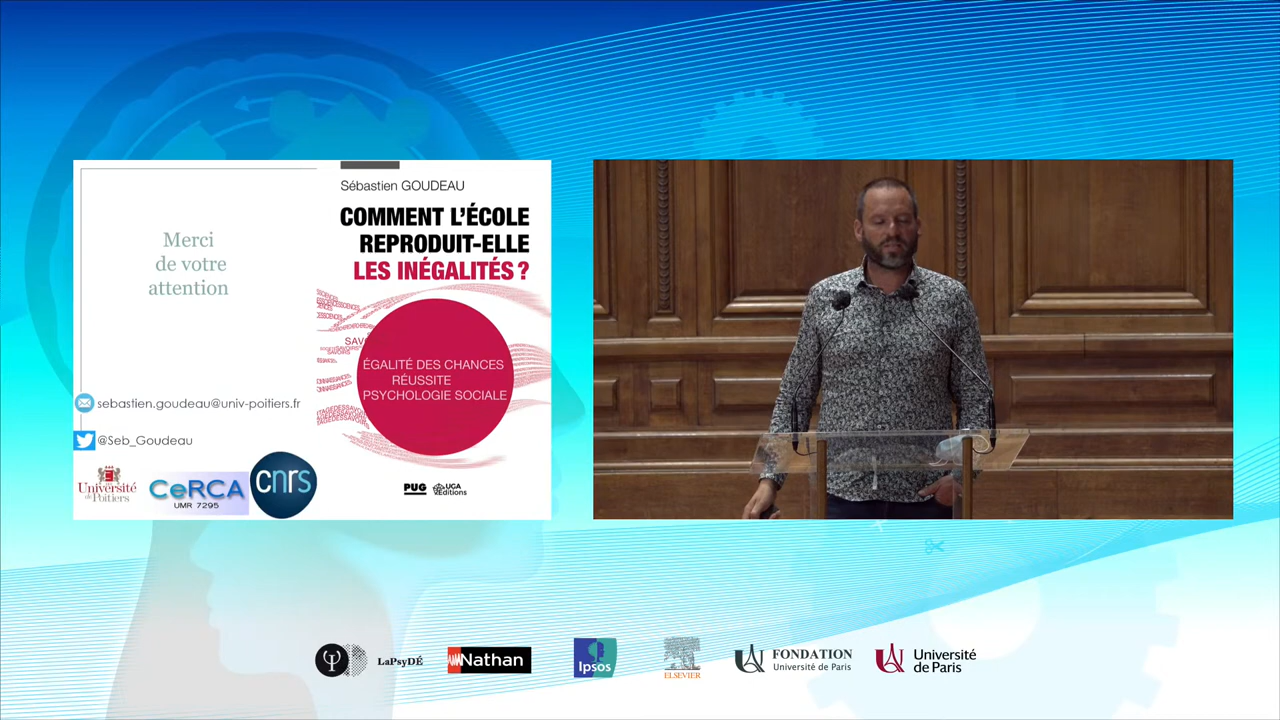 Merci
de votre
attention
sebastien.goudeau@univ-poitiers.fr
@Seb_Goudeau
Université
de Poitiers
CeRCA
UMR 7295
cnrs
Sébastien GOUDEAU
COMMENT L'ÉCOLE
REPRODUIT-ELLE
LES INÉGALITÉS ?
ÉGALITÉ DES CHANCES
RÉUSSITE
PSYCHOLOGIE SOCIALE
PUG
UGA
Éditions
LaPsyDÉ
Nathan
Ipsos
ELSEVIER
FONDATION
Université de Paris
Université
de Paris